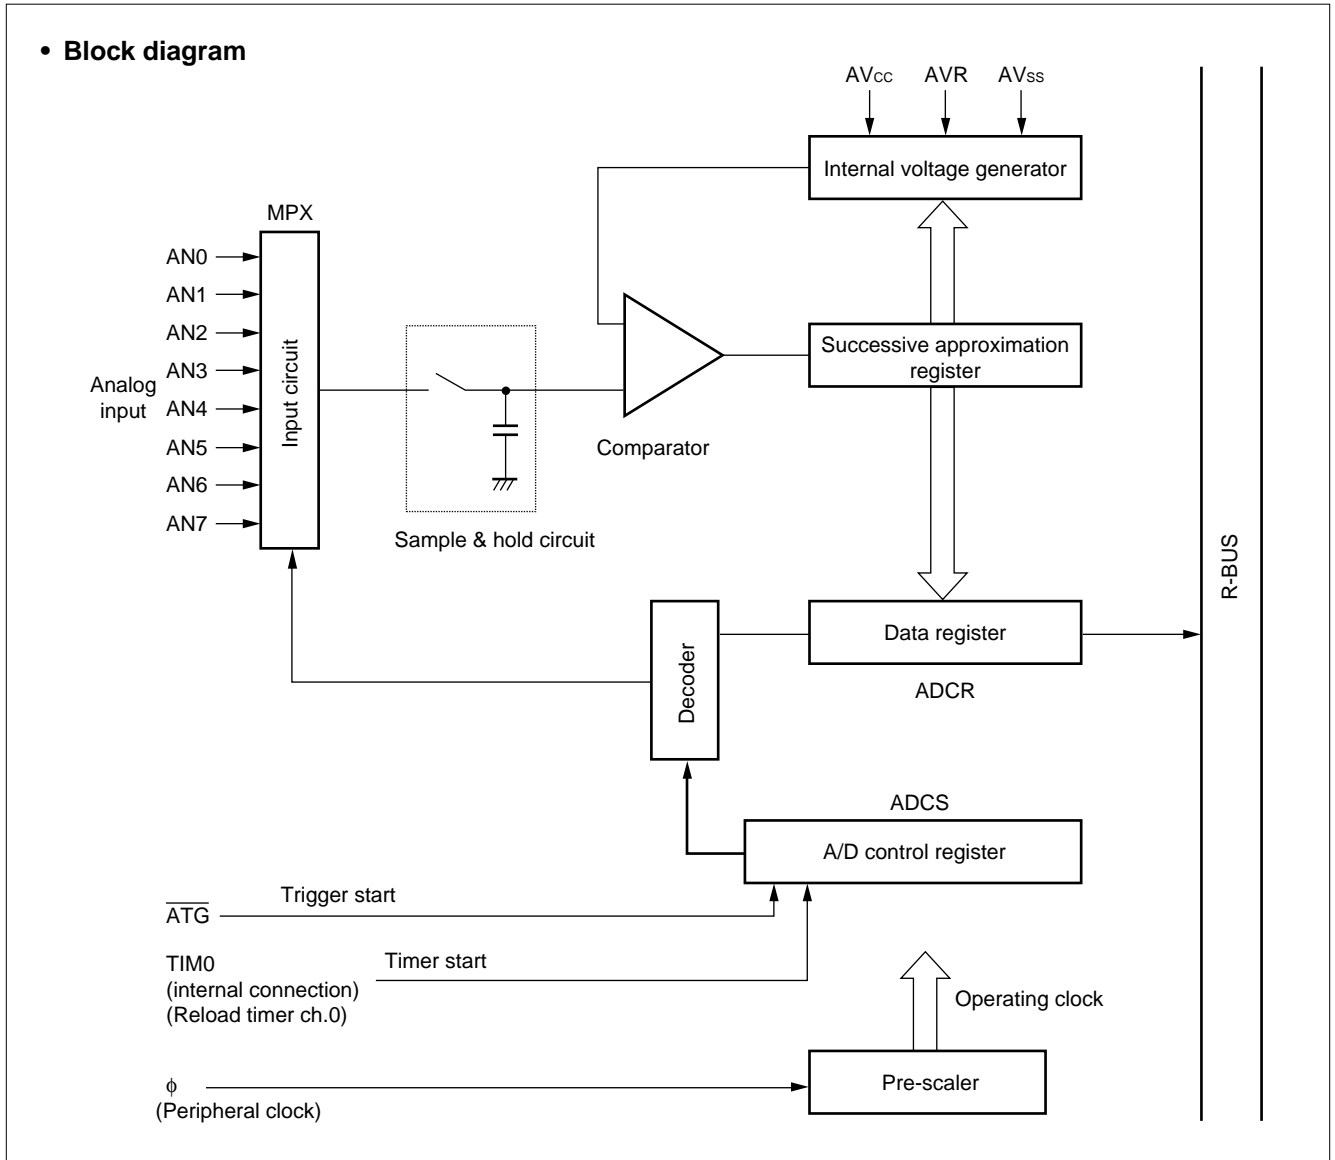 • Block diagram
AVCC AVR AVSS
Internal voltage generator
MPX
AN0
AN1
AN2
AN3
AN4
AN5
AN6
AN7
Analog
input
Input circuit
Successive approximation
register
Comparator
Sample & hold circuit
R-BUS
Decoder
Data register
ADCR
ADCS
A/D control register
ATG
Trigger start
TIM0
(internal connection)
(Reload timer ch.0)
Timer start
Operating clock
Pre-scaler
ϕ
(Peripheral clock)